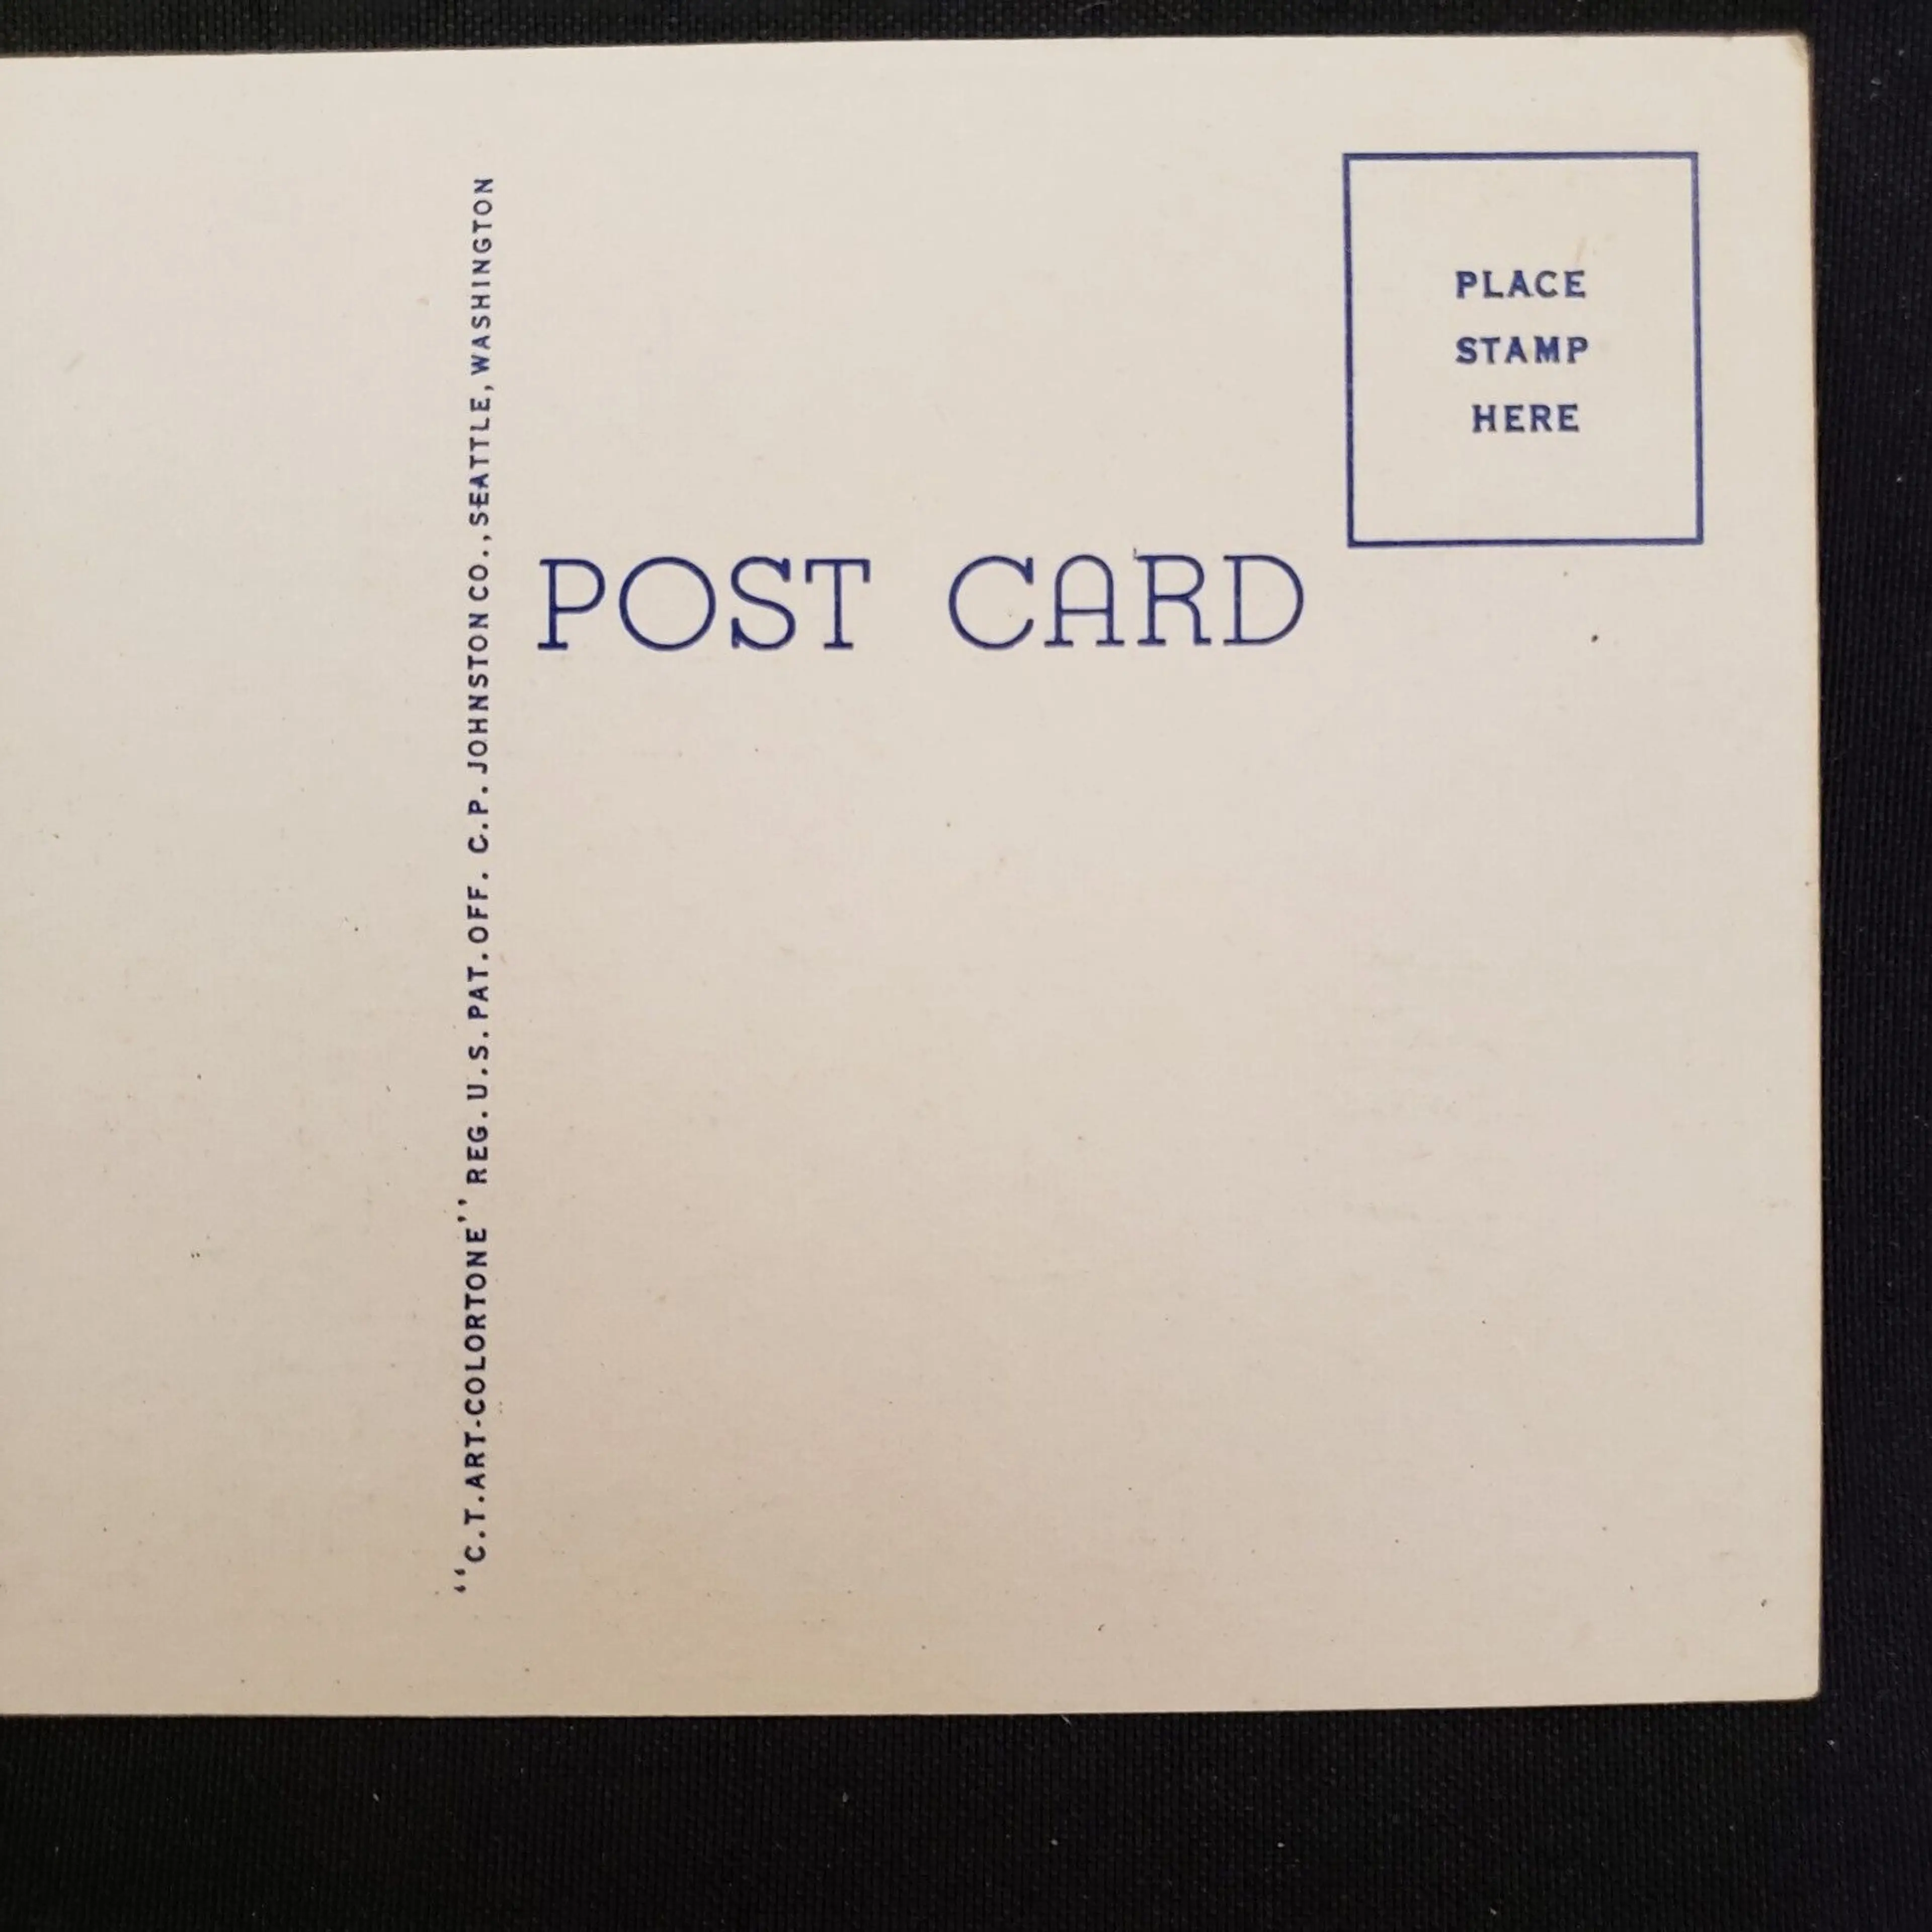 “C.T.ART-COLORTONE” REG.U.S.PAT.OFF. C.P. JOHNSTON CO., SEATTLE, WASHINGTON
POST CARD
PLACE
STAMP
HERE